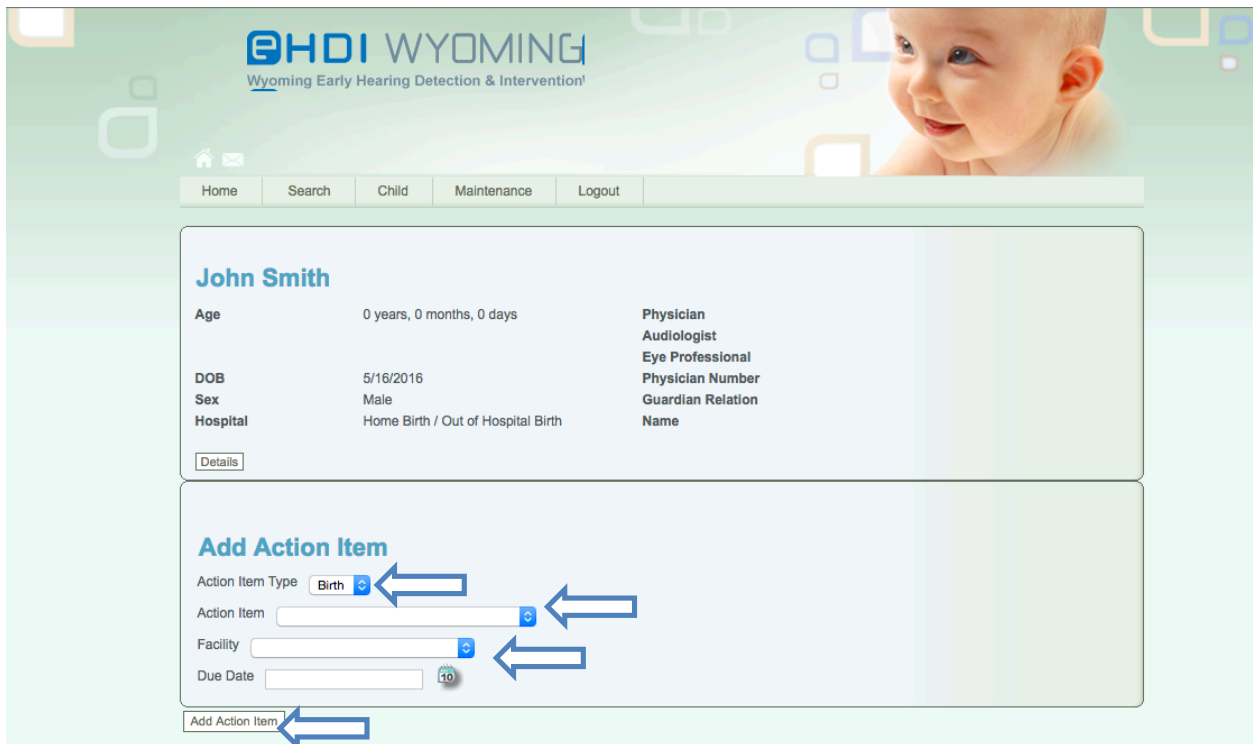 eHDI WYOMING
Wyoming Early Hearing Detection & Intervention
Home Search Child Maintenance Logout
John Smith
Age 0 years, 0 months, 0 days Physician
Audiologist
Eye Professional
DOB 5/16/2016 Physician Number
Sex Male Guardian Relation
Hospital Home Birth / Out of Hospital Birth Name
Details
Add Action Item
Action Item Type Birth
Action Item
Facility
Due Date 10
Add Action Item